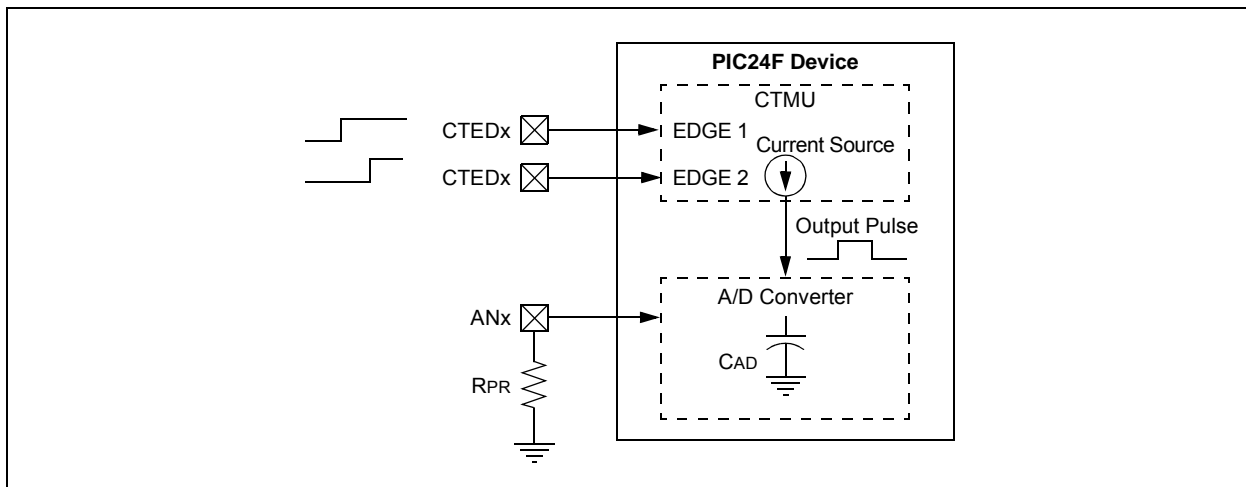 PIC24F Device
CTMU
CTEDx
EDGE 1
Current Source
CTEDx
EDGE 2
Output Pulse
A/D Converter
ANx
CAD
RPR